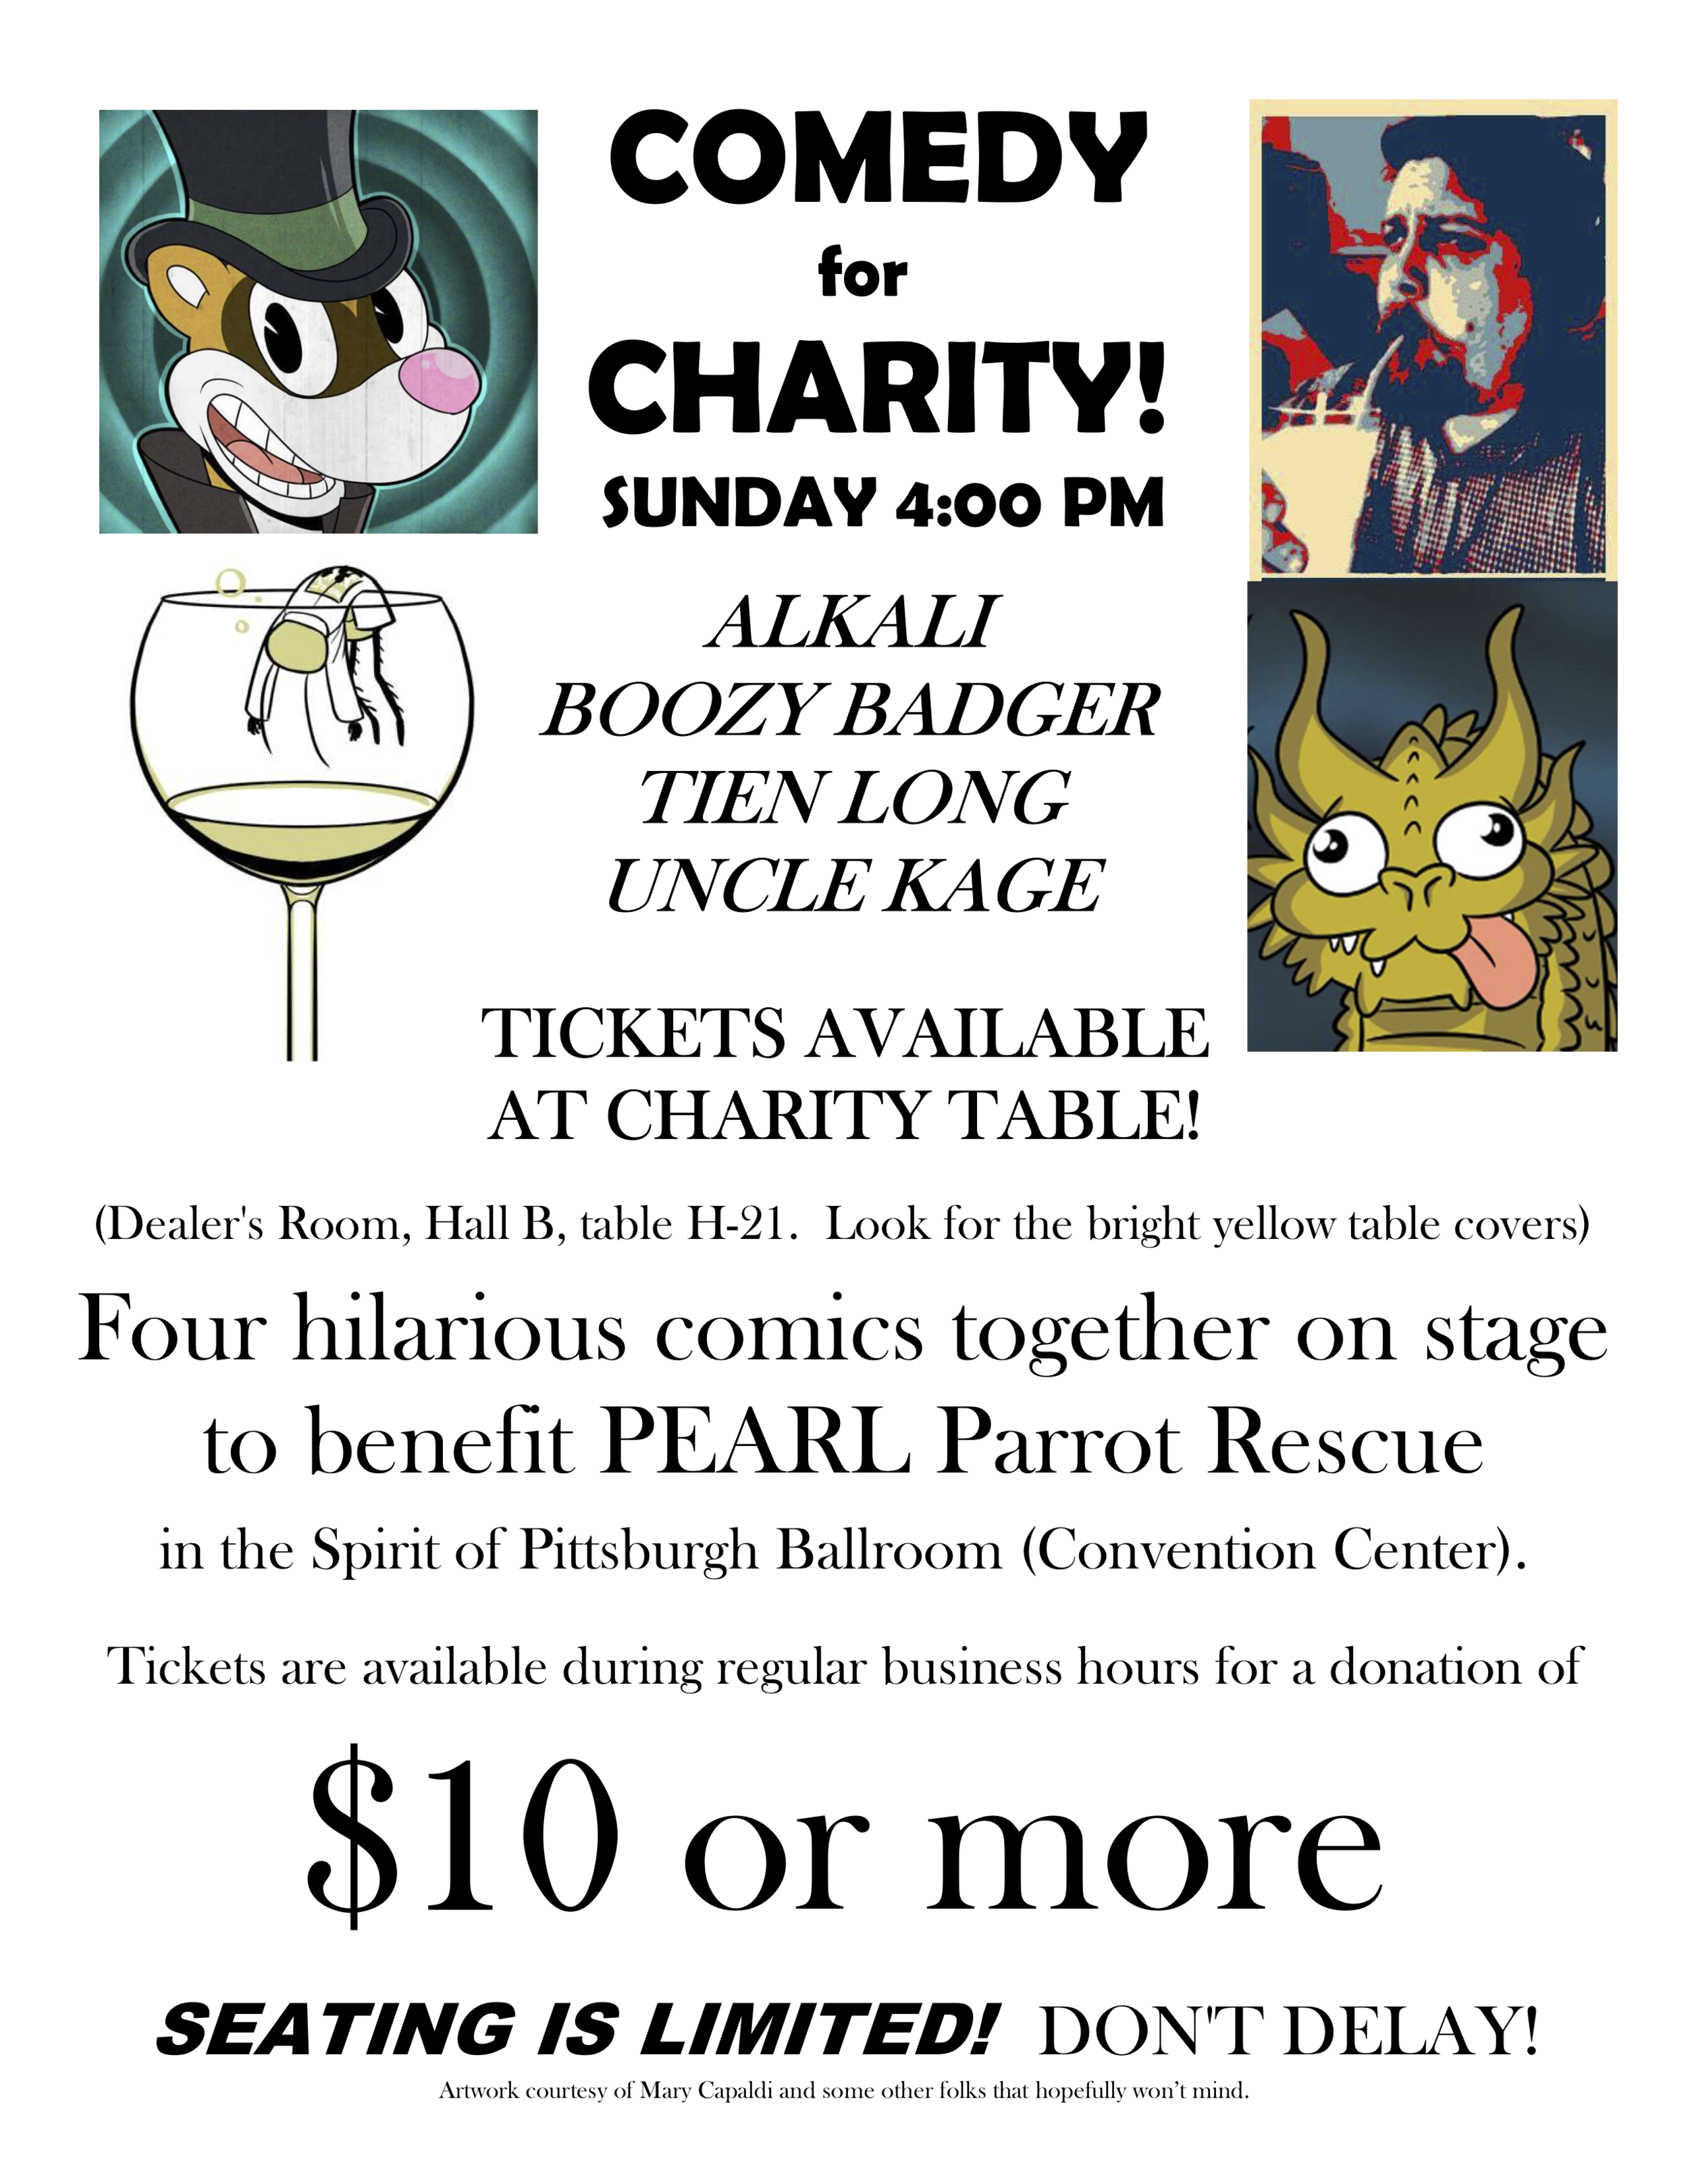 COMEDY
for
CHARITY!
SUNDAY 4:00 PM
ALKALI
BOOZY BADGER
TIEN LONG
UNCLE KAGE
TICKETS AVAILABLE
AT CHARITY TABLE!
(Dealer's Room, Hall B, table H-21.  Look for the bright yellow table covers)
Four hilarious comics together on stage
to benefit PEARL Parrot Rescue
in the Spirit of Pittsburgh Ballroom (Convention Center).
Tickets are available during regular business hours for a donation of
$10 or more
SEATING IS LIMITED!  DON'T DELAY!
Artwork courtesy of Mary Capaldi and some other folks that hopefully won’t mind.